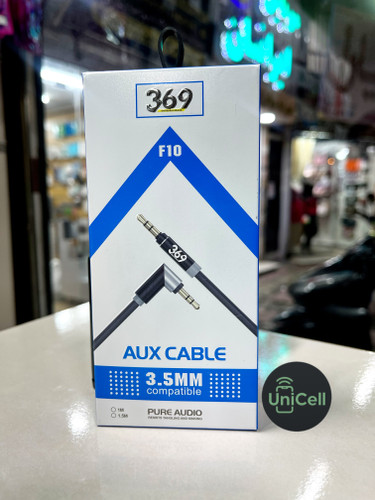 369
F10
369
AUX CABLE
3.5MM
compatible
1M
1.5M
PURE AUDIO
UniCell